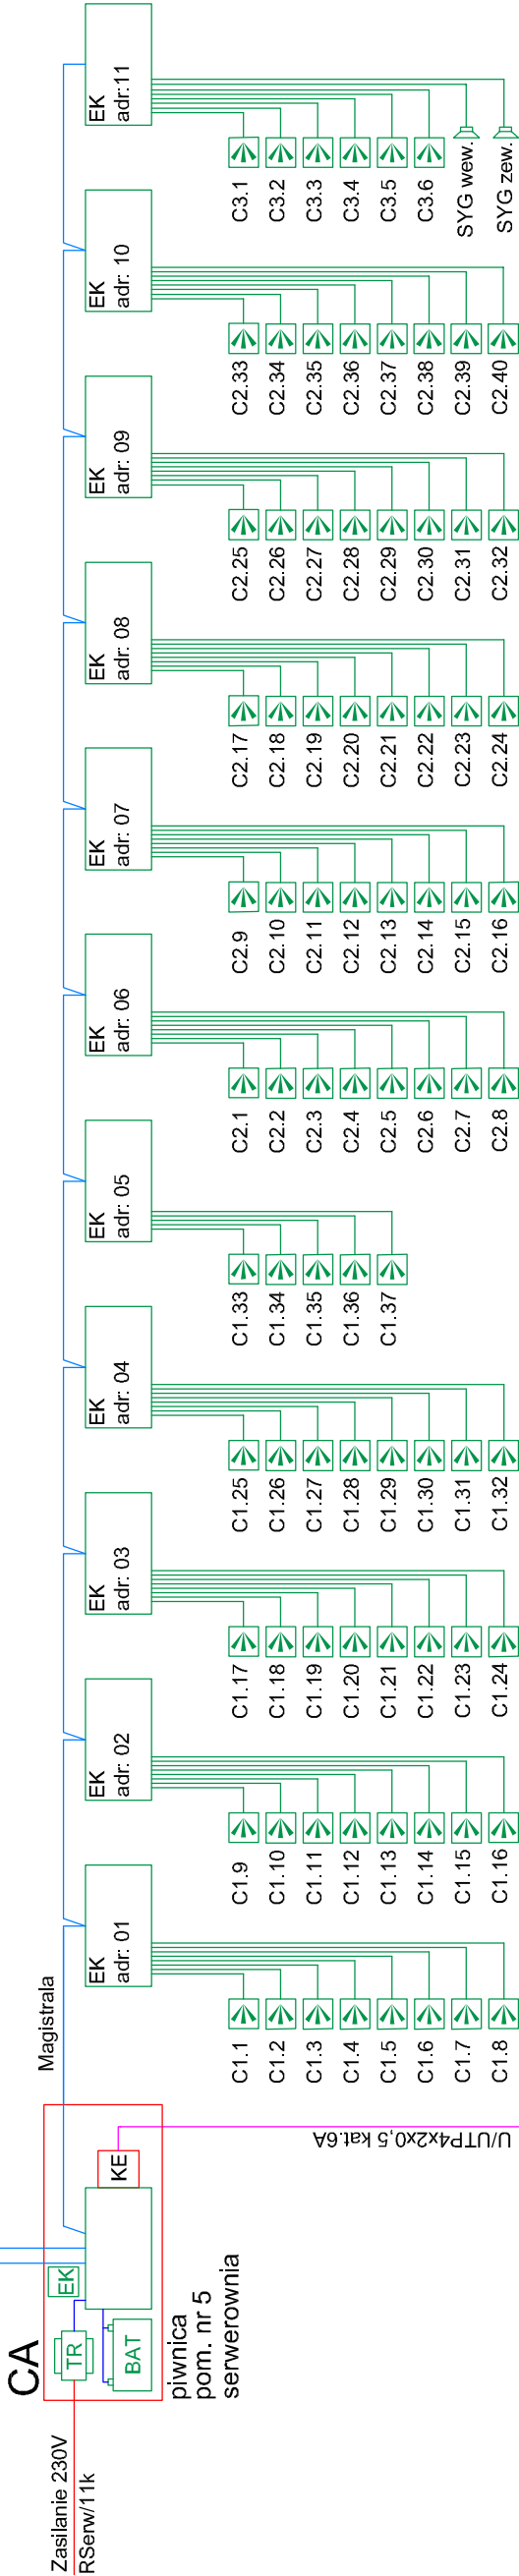 CA
Zasilanie 230V
RSerw/11k
TR
BAT
EK
KE
piwnica
pom. nr 5
serwerownia
U/UTP4x2x0,5 kat.6A
Magistrala
EK
adr: 01
C1.1
C1.2
C1.3
C1.4
C1.5
C1.6
C1.7
C1.8
EK
adr: 02
C1.9
C1.10
C1.11
C1.12
C1.13
C1.14
C1.15
C1.16
EK
adr: 03
C1.17
C1.18
C1.19
C1.20
C1.21
C1.22
C1.23
C1.24
EK
adr: 04
C1.25
C1.26
C1.27
C1.28
C1.29
C1.30
C1.31
C1.32
EK
adr: 05
C1.33
C1.34
C1.35
C1.36
C1.37
EK
adr: 06
C2.1
C2.2
C2.3
C2.4
C2.5
C2.6
C2.7
C2.8
EK
adr: 07
C2.9
C2.10
C2.11
C2.12
C2.13
C2.14
C2.15
C2.16
EK
adr: 08
C2.17
C2.18
C2.19
C2.20
C2.21
C2.22
C2.23
C2.24
EK
adr: 09
C2.25
C2.26
C2.27
C2.28
C2.29
C2.30
C2.31
C2.32
EK
adr: 10
C2.33
C2.34
C2.35
C2.36
C2.37
C2.38
C2.39
C2.40
EK
adr:11
C3.1
C3.2
C3.3
C3.4
C3.5
C3.6
SYG wew.
SYG zew.